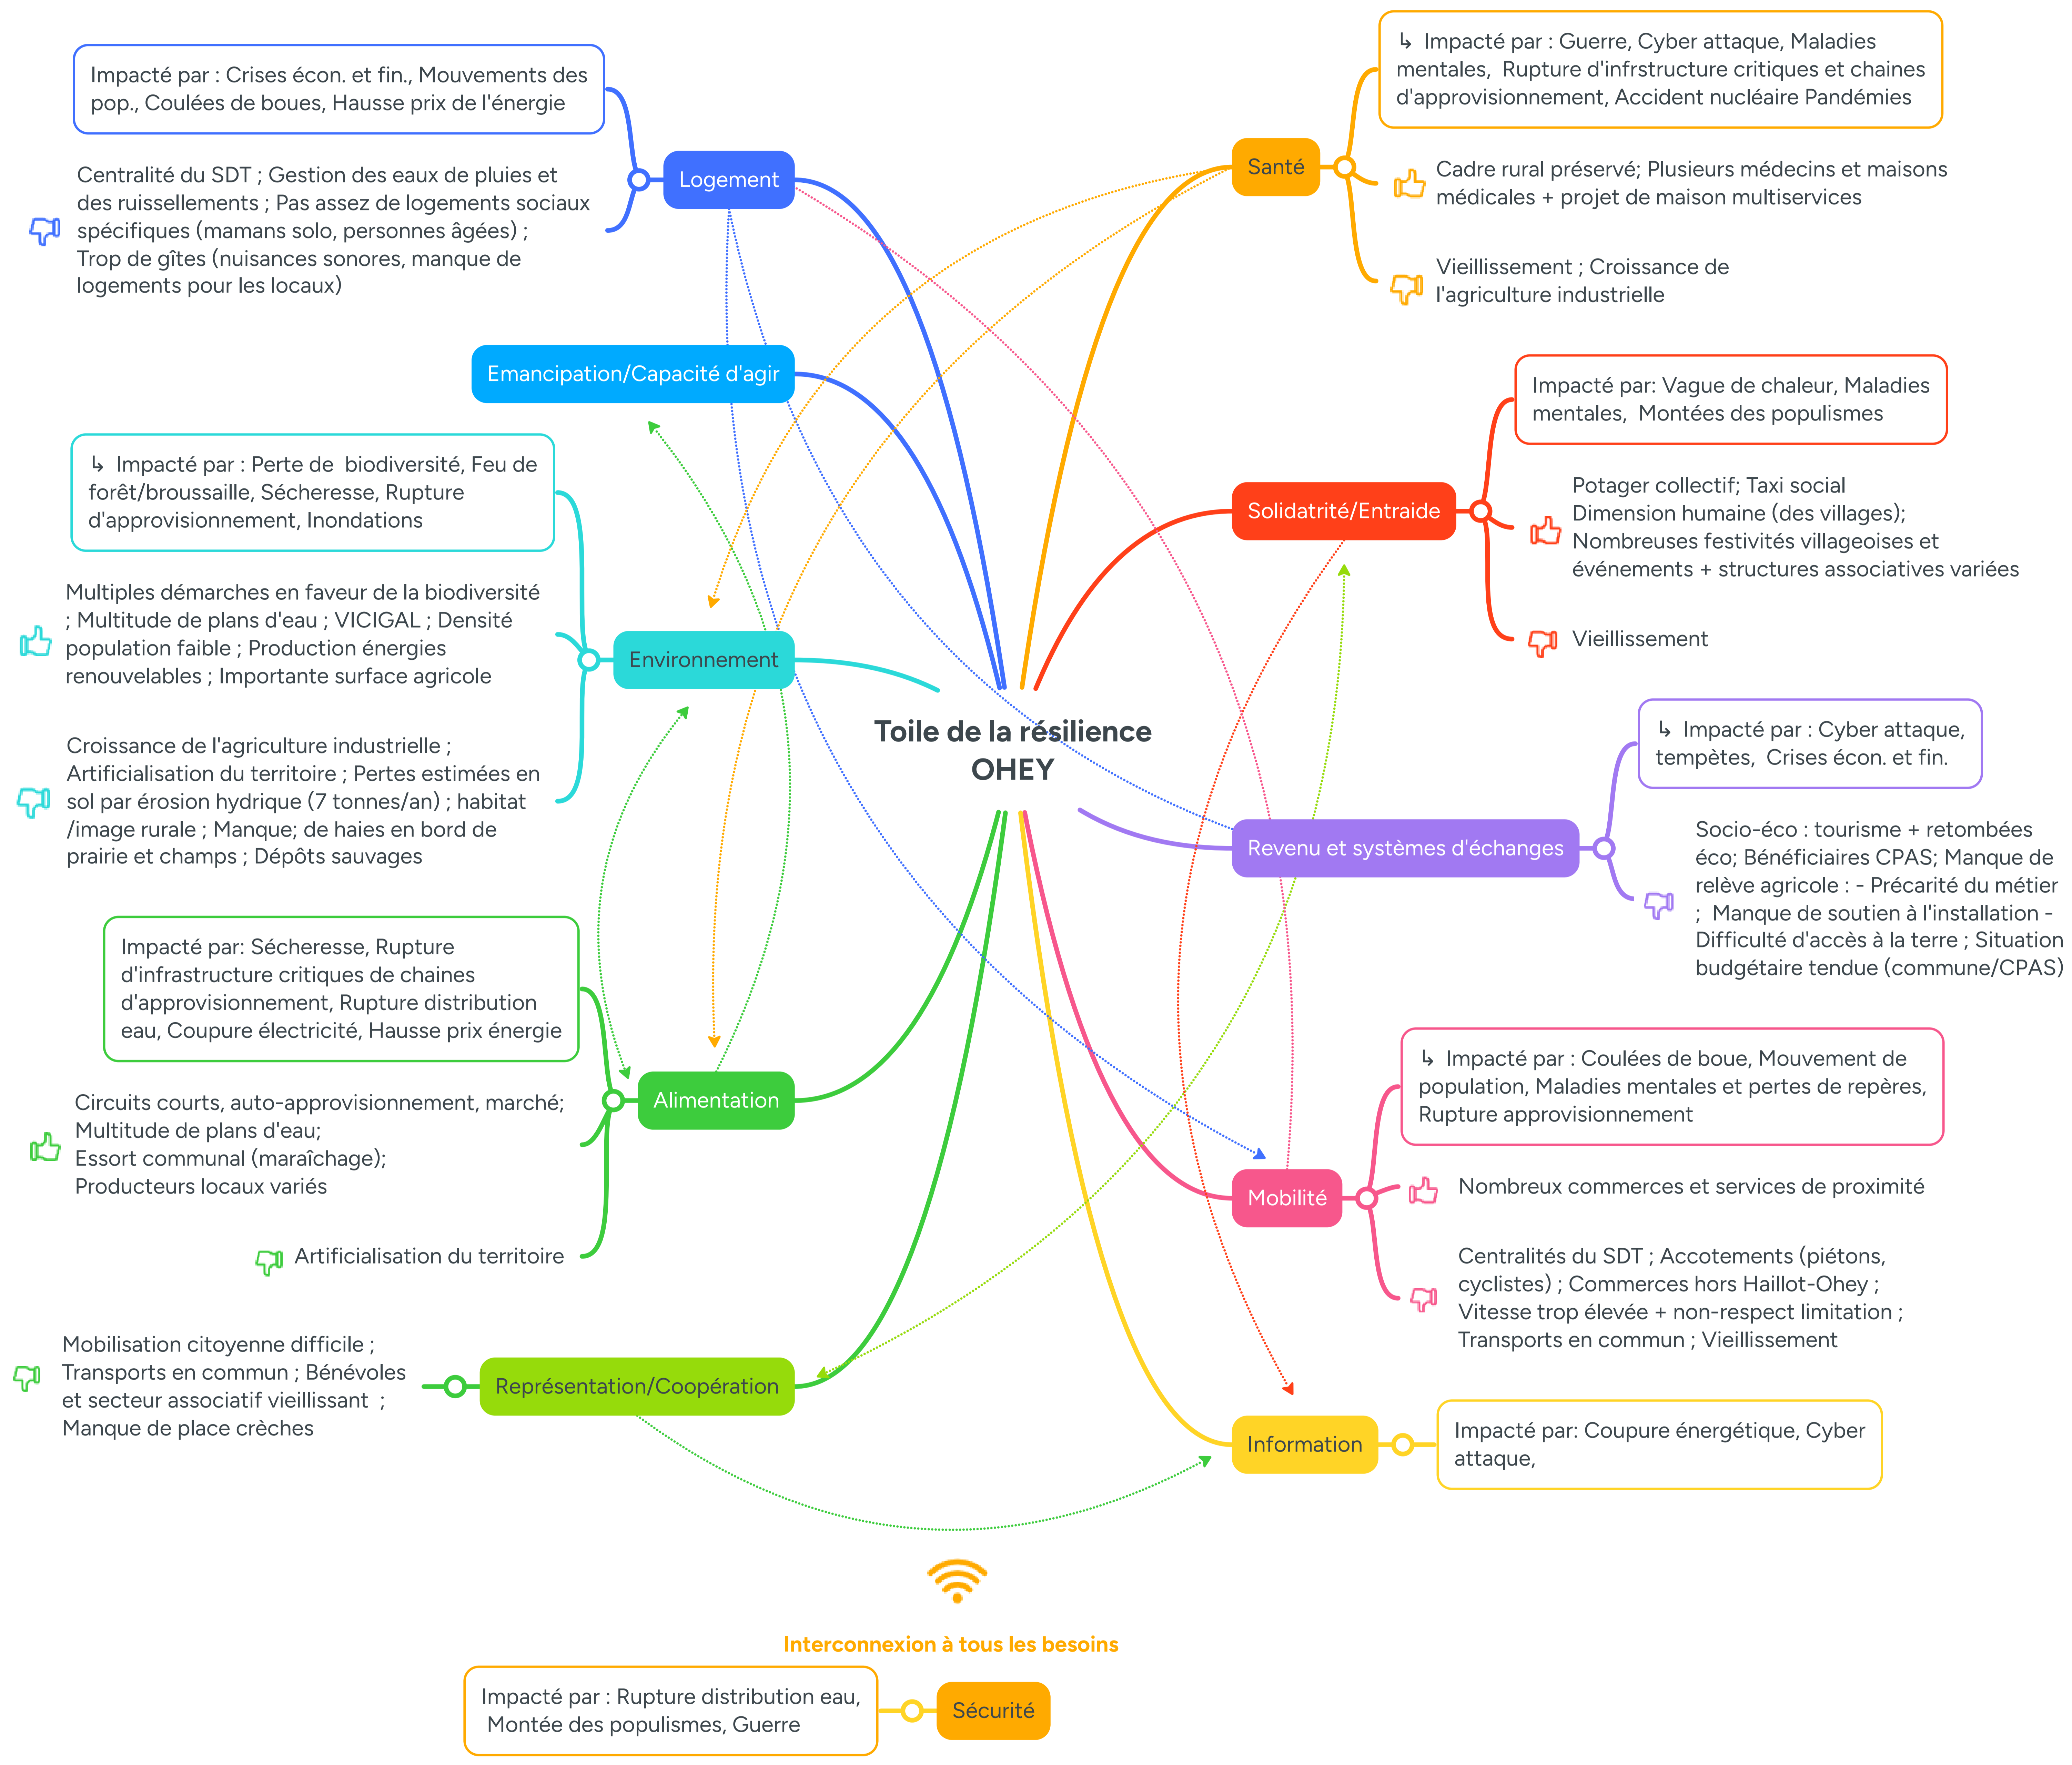 Impacté par : Crises écon. et fin., Mouvements des
pop., Coulées de boues, Hausse prix de l'énergie
Logement
Centralité du SDT ; Gestion des eaux de pluies et
des ruissellements ; Pas assez de logements sociaux
spécifiques (mamans solo, personnes âgées) ;
Trop de gîtes (nuisances sonores, manque de
logements pour les locaux)
Emancipation/Capacité d'agir
↳ Impacté par : Perte de biodiversité, Feu de
forêt/broussaille, Sécheresse, Rupture
d'approvisionnement, Inondations
Multiples démarches en faveur de la biodiversité
; Multitude de plans d'eau ; VICIGAL ; Densité
population faible ; Production énergies
renouvelables ; Importante surface agricole
Environnement
Croissance de l'agriculture industrielle ;
Artificialisation du territoire ; Pertes estimées en
sol par érosion hydrique (7 tonnes/an) ; habitat
/image rurale ; Manque; de haies en bord de
prairie et champs ; Dépôts sauvages
Impacté par: Sécheresse, Rupture
d'infrastructure critiques de chaines
d'approvisionnement, Rupture distribution
eau, Coupure électricité, Hausse prix énergie
Alimentation
Circuits courts, auto-approvisionnement, marché;
Multitude de plans d'eau;
Essort communal (maraîchage);
Producteurs locaux variés
Artificialisation du territoire
Mobilisation citoyenne difficile ;
Transports en commun ; Bénévoles
et secteur associatif vieillissant ;
Manque de place crèches
Représentation/Coopération
Toile de la résilience
OHEY
↳ Impacté par : Guerre, Cyber attaque, Maladies
mentales, Rupture d'infrstructure critiques et chaines
d'approvisionnement, Accident nucléaire Pandémies
Santé
Cadre rural préservé; Plusieurs médecins et maisons
médicales + projet de maison multiservices
Vieillissement ; Croissance de
l'agriculture industrielle
Impacté par: Vague de chaleur, Maladies
mentales, Montées des populismes
Solidatrité/Entraide
Potager collectif; Taxi social
Dimension humaine (des villages);
Nombreuses festivités villageoises et
événements + structures associatives variées
Vieillissement
↳ Impacté par : Cyber attaque,
tempètes, Crises écon. et fin.
Revenu et systèmes d'échanges
Socio-éco : tourisme + retombées
éco; Bénéficiaires CPAS; Manque de
relève agricole : - Précarité du métier
; Manque de soutien à l'installation -
Difficulté d'accès à la terre ; Situation
budgétaire tendue (commune/CPAS)
↳ Impacté par : Coulées de boue, Mouvement de
population, Maladies mentales et pertes de repères,
Rupture approvisionnement
Mobilité
Nombreux commerces et services de proximité
Centralités du SDT ; Accotements (piétons,
cyclistes) ; Commerces hors Haillot-Ohey ;
Vitesse trop élevée + non-respect limitation ;
Transports en commun ; Vieillissement
Information
Impacté par: Coupure énergétique, Cyber
attaque,
Interconnexion à tous les besoins
Impacté par : Rupture distribution eau,
Montée des populismes, Guerre
Sécurité